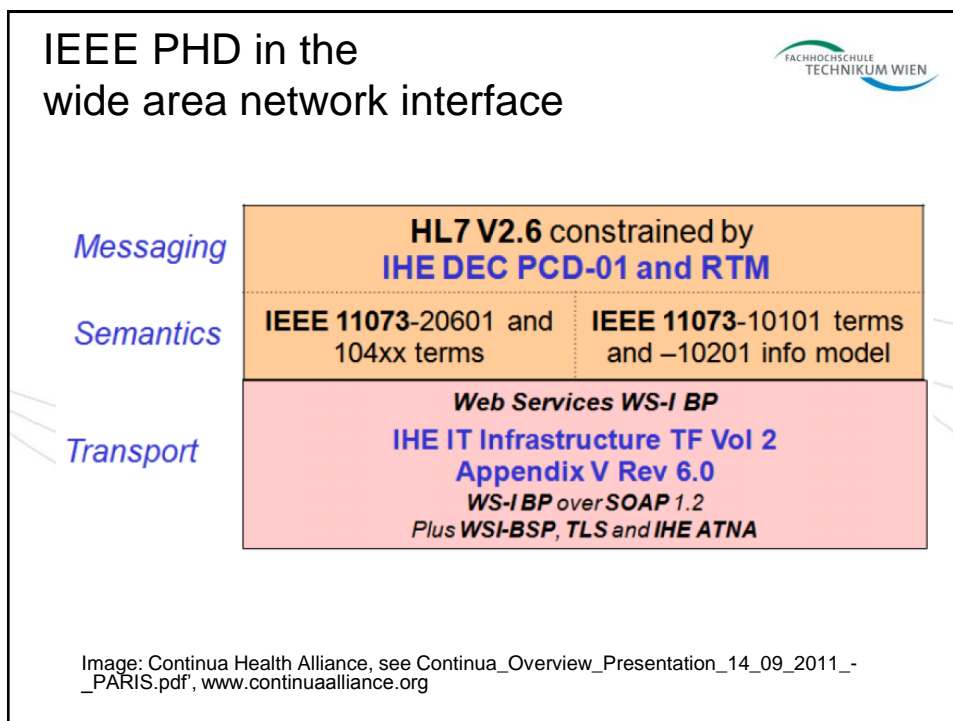 IEEE PHD in the
wide area network interface
FACHHOCHSCHULE
TECHNIKUM WIEN
Messaging
HL7 V2.6 constrained by
IHE DEC PCD-01 and RTM
Semantics
IEEE 11073-20601 and
104xx terms
IEEE 11073-10101 terms
and –10201 info model
Transport
Web Services WS-I BP
IHE IT Infrastructure TF Vol 2
Appendix V Rev 6.0
WS-I BP over SOAP 1.2
Plus WSI-BSP, TLS and IHE ATNA
Image: Continua Health Alliance, see Continua_Overview_Presentation_14_09_2011_-
_PARIS.pdf’, www.continuaalliance.org